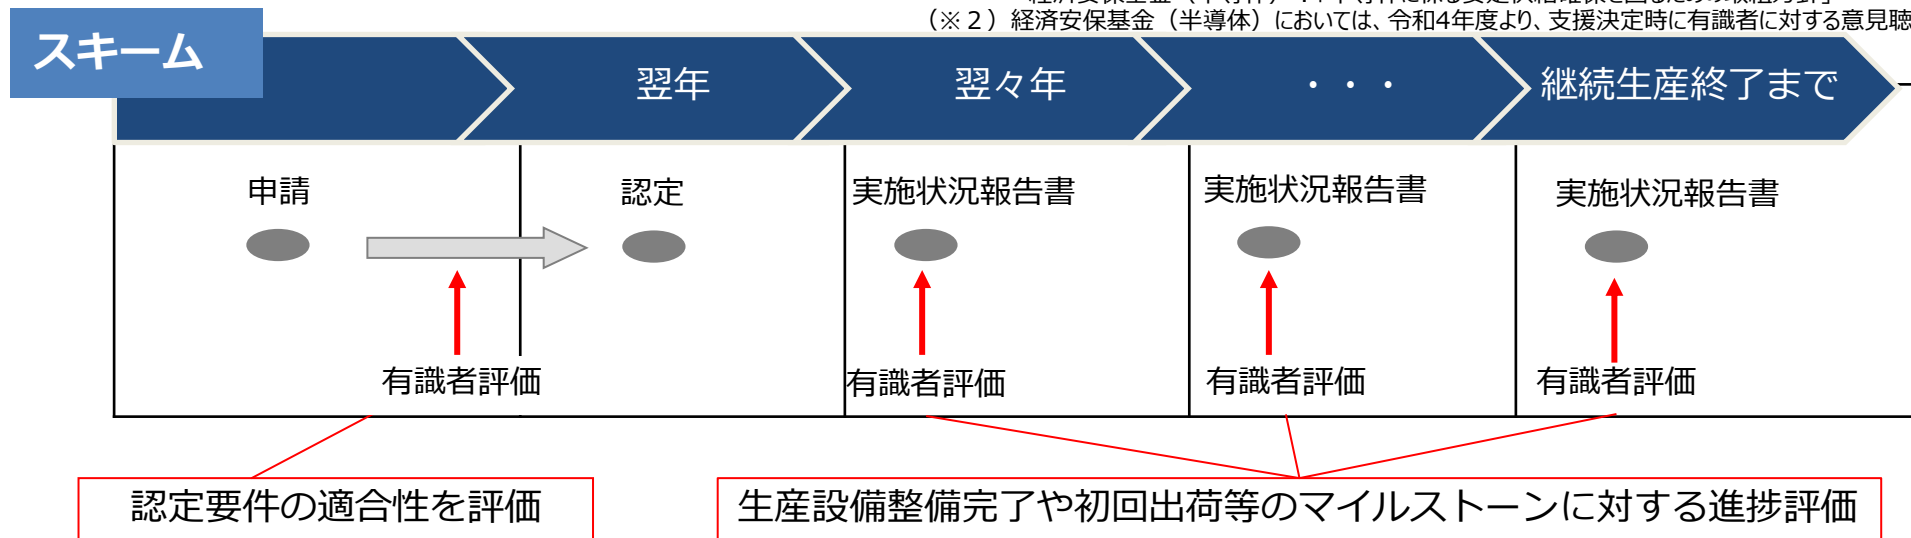 （※２）経済安保基金（半導体）においては、令和4年度より、支援決定時に有識者に対する意見聴
スキーム
翌年
翌々年
・・・
継続生産終了まで
申請
認定
実施状況報告書
実施状況報告書
実施状況報告書
有識者評価
有識者評価
有識者評価
有識者評価
認定要件の適合性を評価
生産設備整備完了や初回出荷等のマイルストーンに対する進捗評価